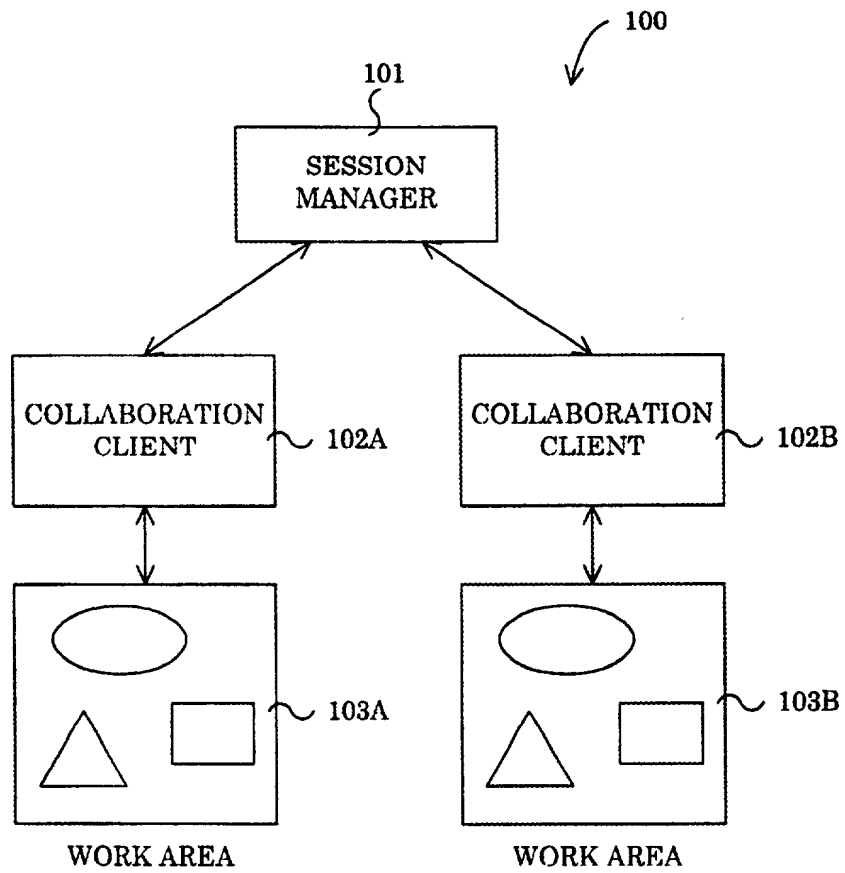 100
101
SESSION
MANAGER
COLLABORATION
CLIENT
102A
COLLABORATION
CLIENT
102B
103A
103B
WORK AREA
WORK AREA